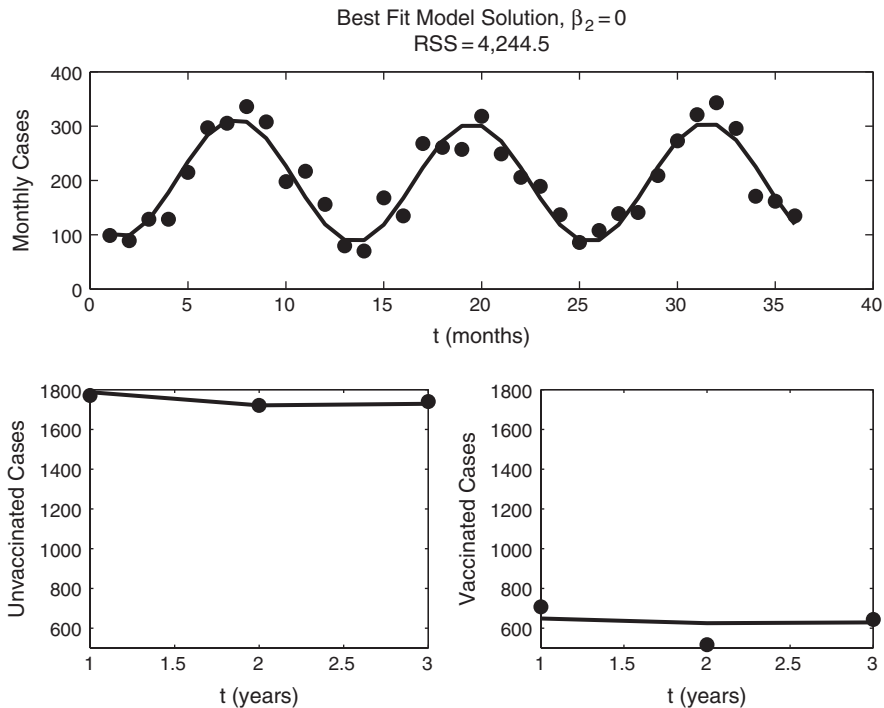 Best Fit Model Solution, β₂ = 0
RSS = 4,244.5
Monthly Cases
400
300
200
100
0
0 5 10 15 20 25 30 35 40
t (months)
Unvaccinated Cases
1800
1600
1400
1200
1000
800
600
1 1.5 2 2.5 3
t (years)
Vaccinated Cases
1800
1600
1400
1200
1000
800
600
1 1.5 2 2.5 3
t (years)